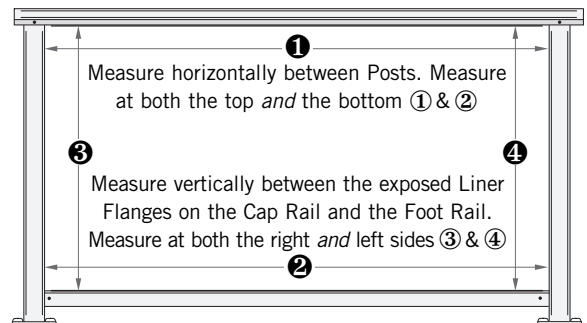 ❶
Measure horizontally between Posts. Measure
at both the top and the bottom ① & ②
❸
❹
Measure vertically between the exposed Liner
Flanges on the Cap Rail and the Foot Rail.
Measure at both the right and left sides ③ & ④
❷